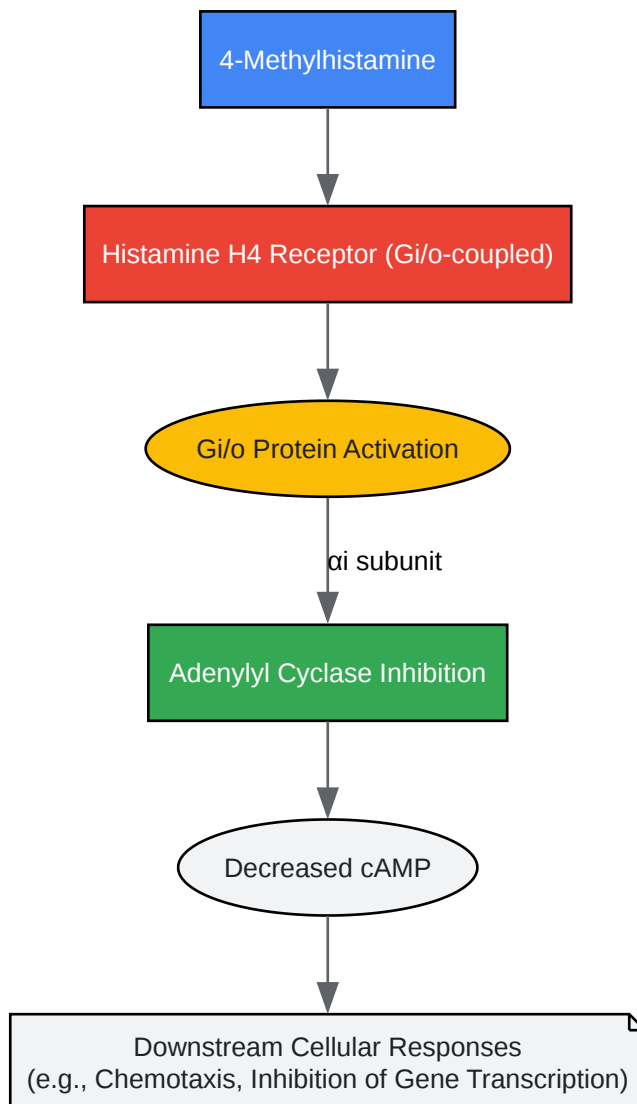 4-Methylhistamine
Histamine H4 Receptor (Gi/o-coupled)
Gi/o Protein Activation
αi subunit
Adenylyl Cyclase Inhibition
Decreased cAMP
Downstream Cellular Responses
(e.g., Chemotaxis, Inhibition of Gene Transcription)